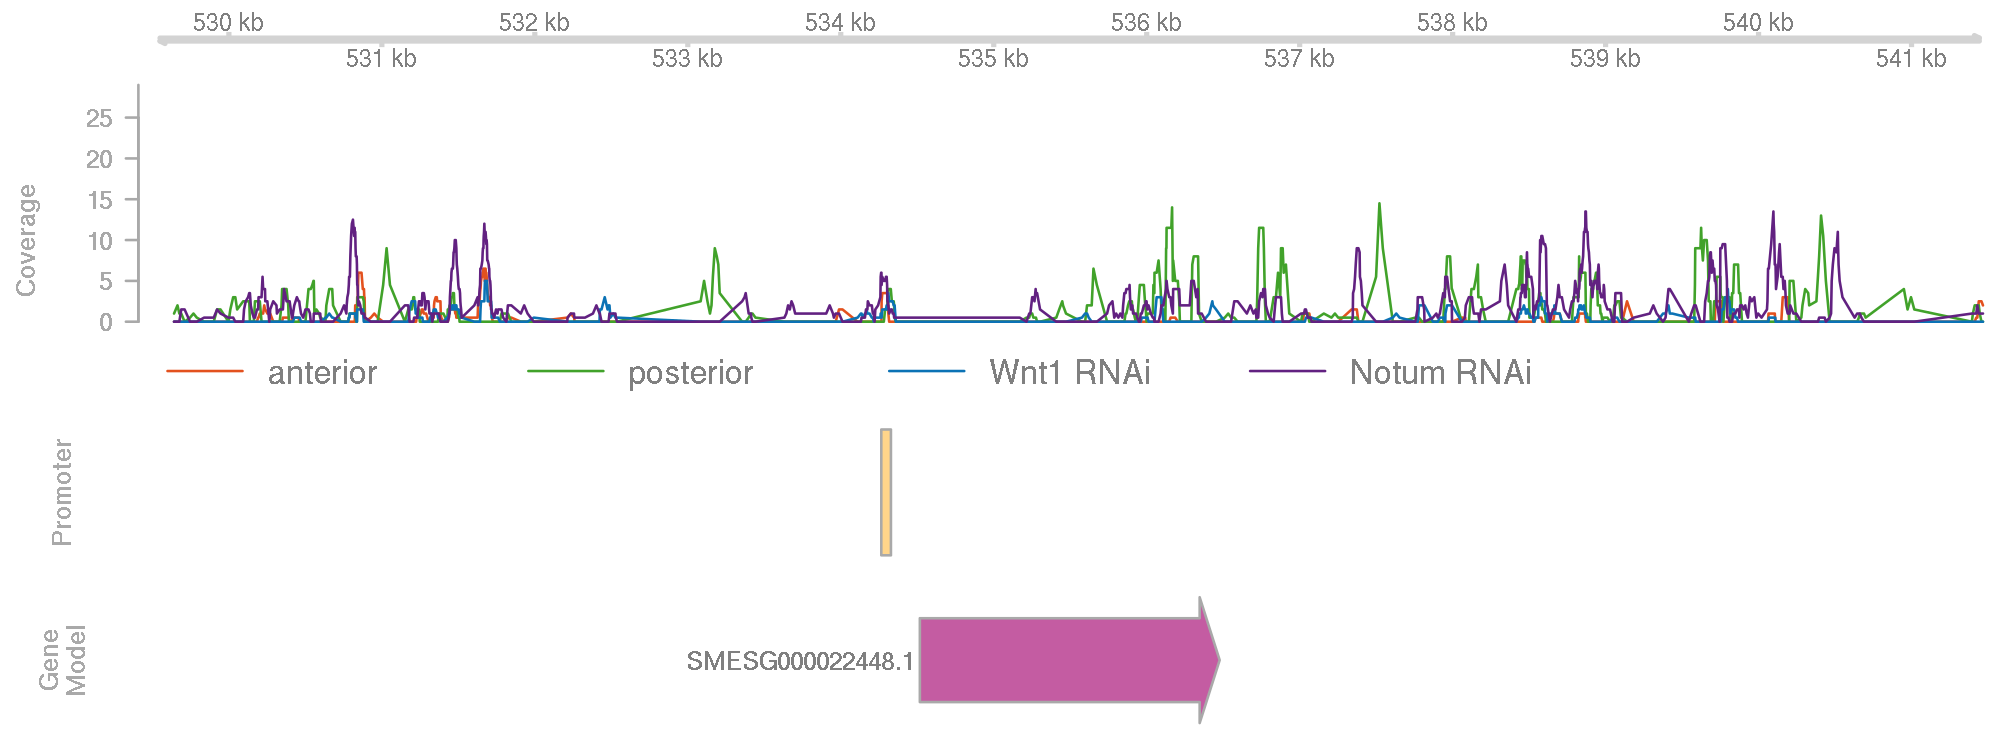 530 kb 532 kb 534 kb 536 kb 538 kb 540 kb
531 kb 533 kb 535 kb 537 kb 539 kb 541 kb
25
20
15
10
5
0
Coverage
anterior posterior Wnt1 RNAi Notum RNAi
Promoter
Gene
Model
SMESG000022448.1